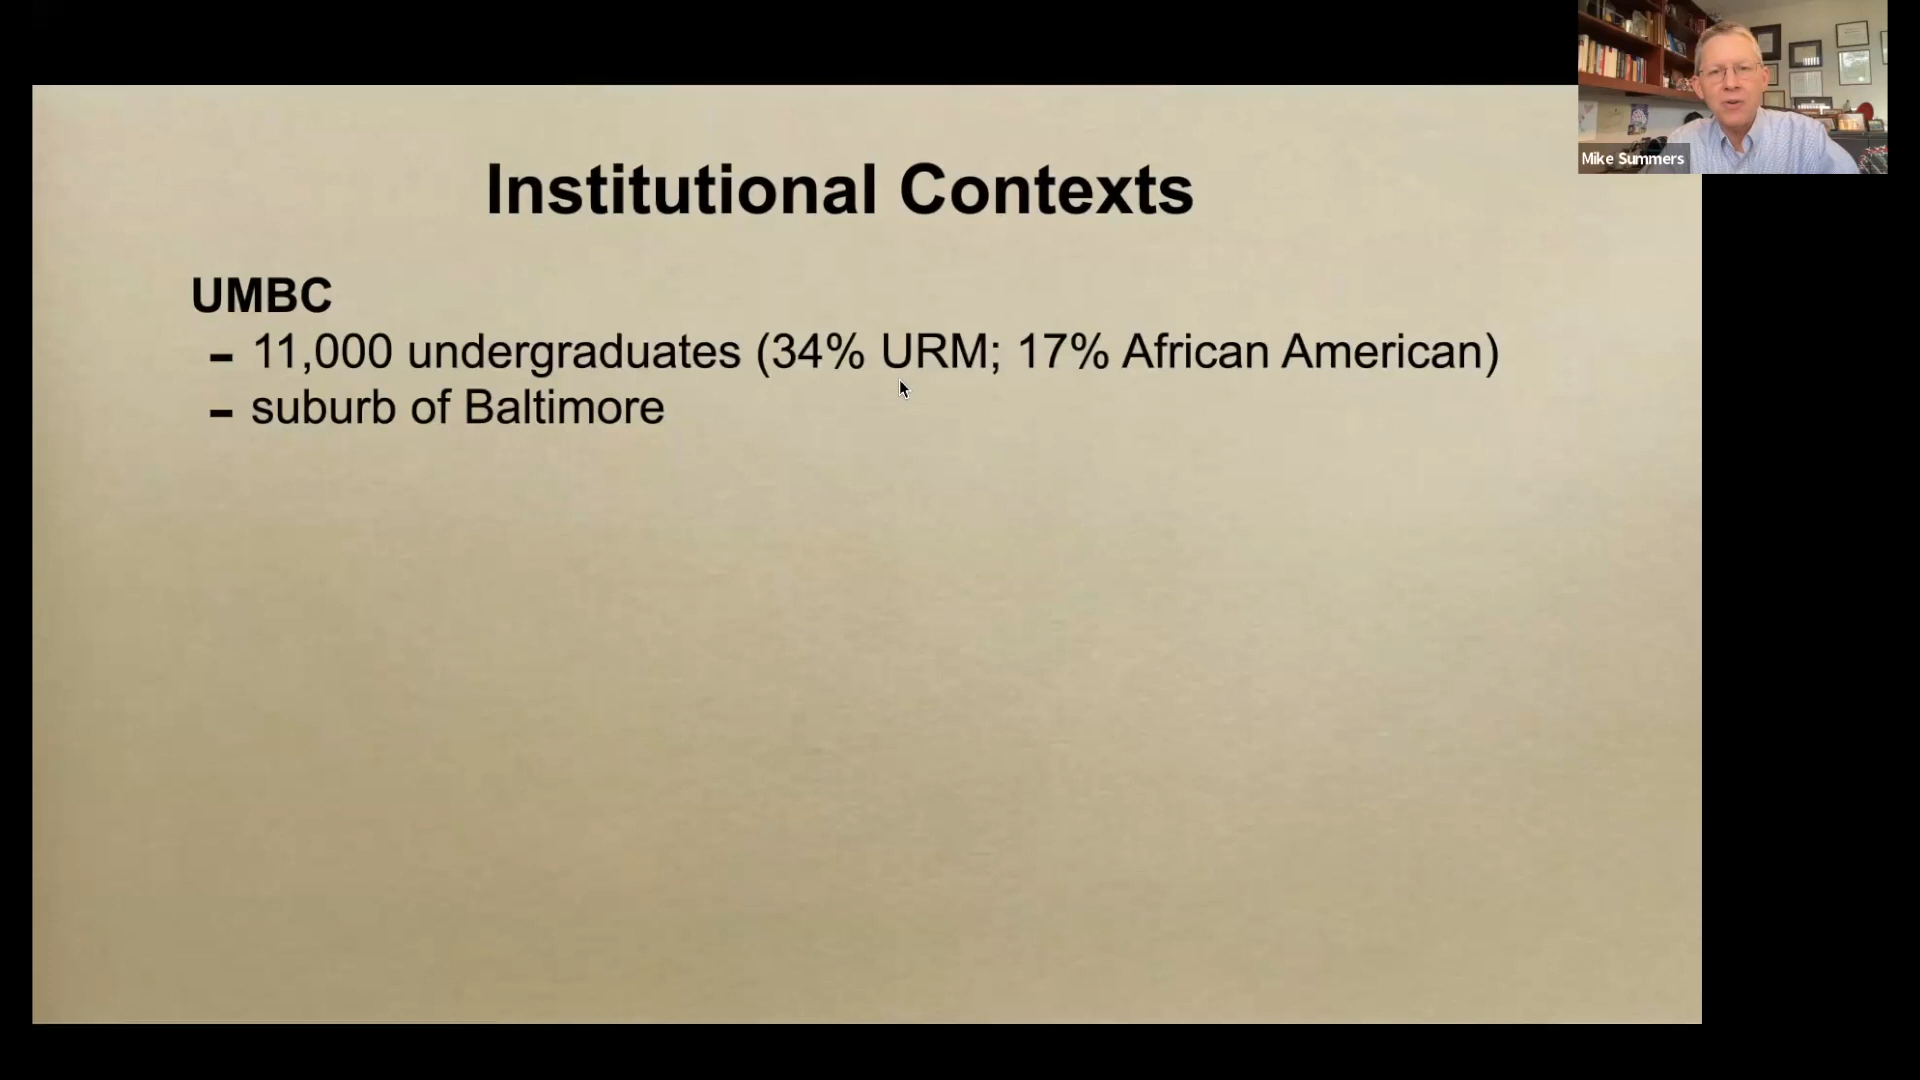 Institutional Contexts
Mike Summers
UMBC
- 11,000 undergraduates (34% URM; 17% African American)
- suburb of Baltimore